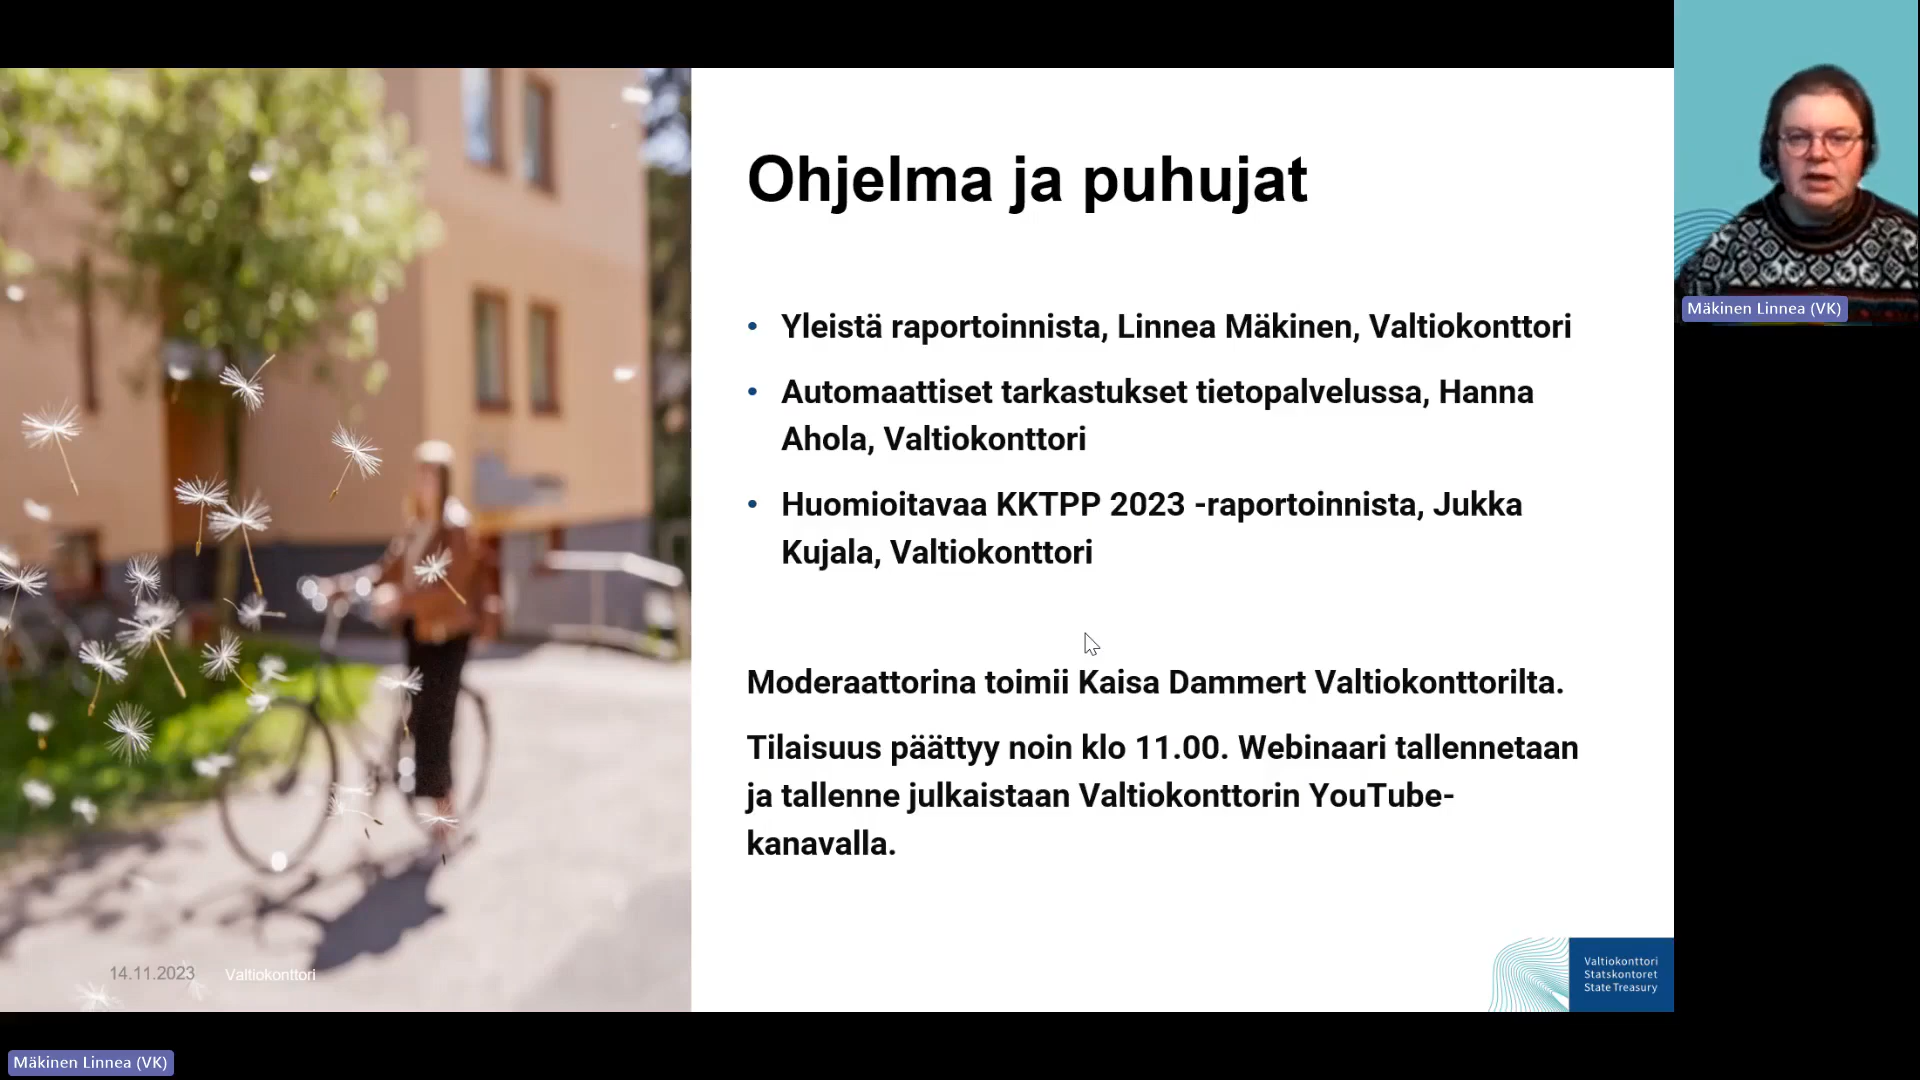 Ohjelma ja puhujat
• Yleistä raportoinnista, Linnea Mäkinen, Valtiokonttori
• Automaattiset tarkastukset tietopalvelussa, Hanna
Ahola, Valtiokonttori
• Huomioitavaa KKTPP 2023 -raportoinnista, Jukka
Kujala, Valtiokonttori
Moderaattorina toimii Kaisa Dammert Valtiokonttorilta.
Tilaisuus päättyy noin klo 11.00. Webinaari tallennetaan
ja tallenne julkaistaan Valtiokonttorin YouTube-
kanavalla.
14.11.2023 Valtiokonttori
Valtiokonttori
Statskontoret
State Treasury
Mäkinen Linnea (VK)
Mäkinen Linnea (VK)